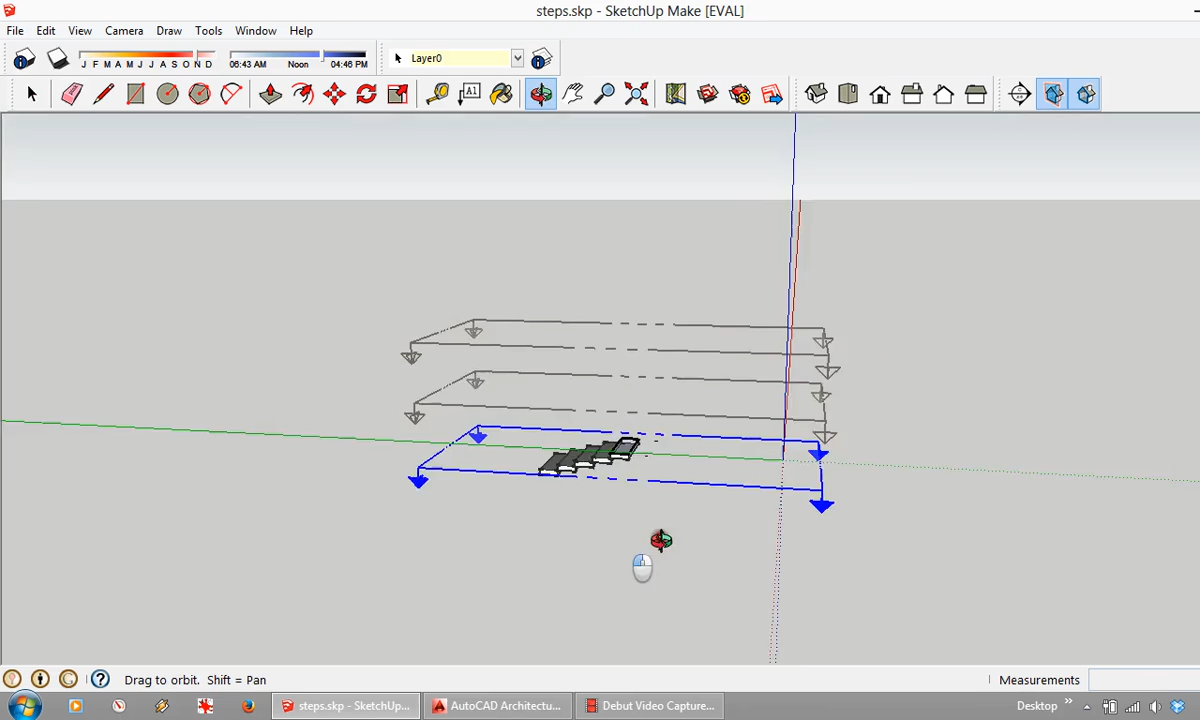 steps.skp - SketchUp Make [EVAL]
File Edit View Camera Draw Tools Window Help
J F M A M J J A S O N D 06:43 AM Noon 04:46 PM Layer0
A1
Drag to orbit. Shift = Pan Measurements
steps.skp - SketchUp... AutoCAD Architectu... Debut Video Capture... Desktop